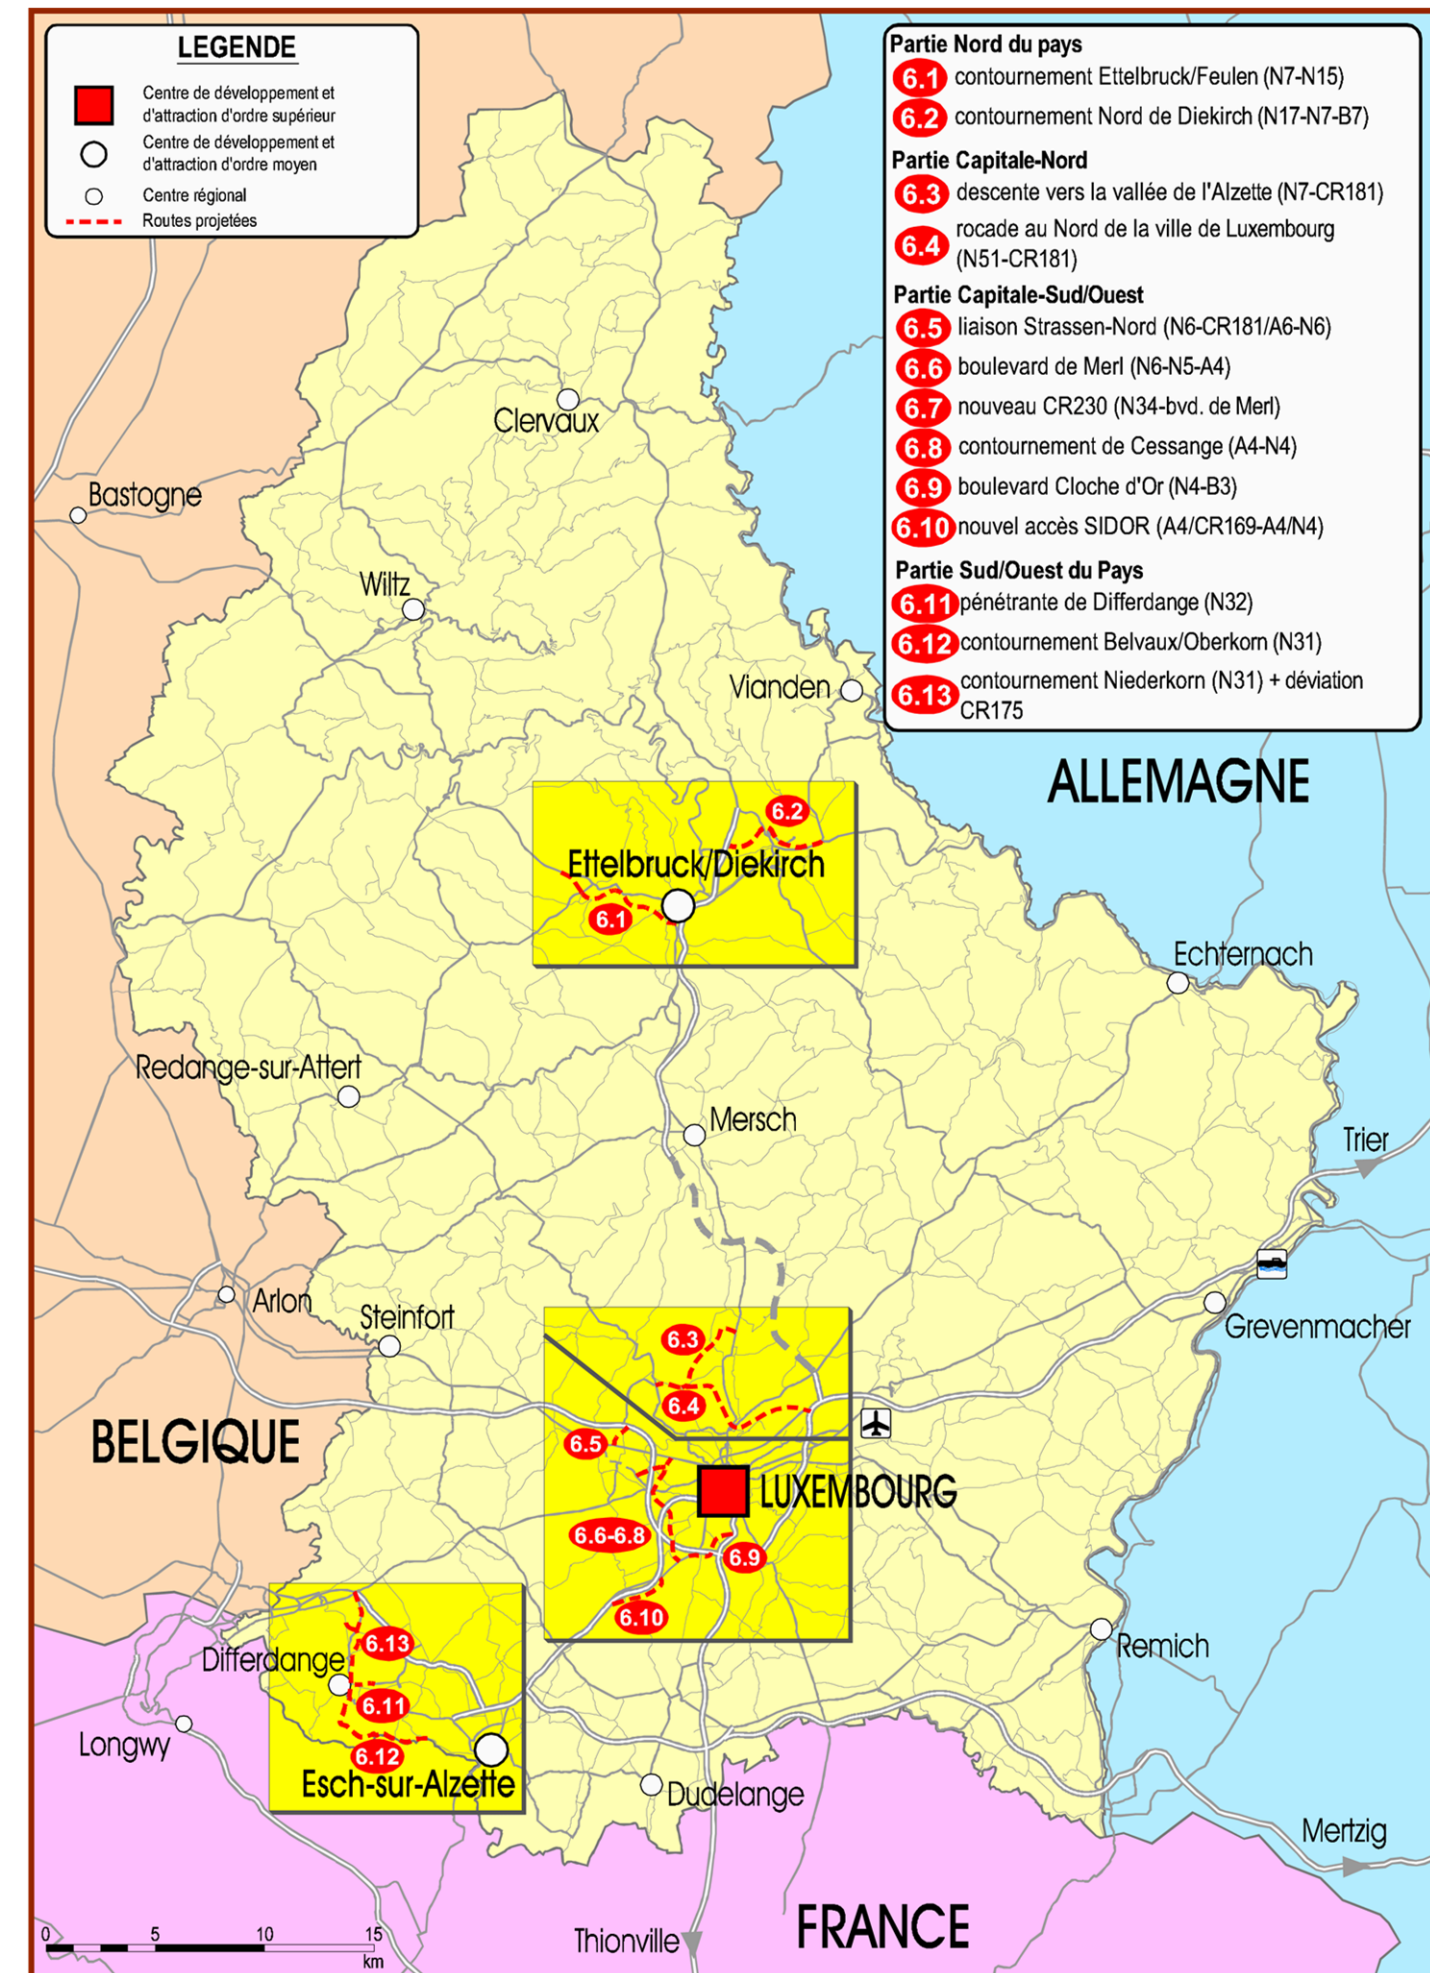 LEGENDE
Centre de développement et
d'attraction d'ordre supérieur
Centre de développement et
d'attraction d'ordre moyen
Centre régional
Routes projetées
Partie Nord du pays
6.1 contournement Ettelbruck/Feulen (N7-N15)
6.2 contournement Nord de Diekirch (N17-N7-B7)
Partie Capitale-Nord
6.3 descente vers la vallée de l'Alzette (N7-CR181)
6.4 rocade au Nord de la ville de Luxembourg
(N51-CR181)
Partie Capitale-Sud/Ouest
6.5 liaison Strassen-Nord (N6-CR181/A6-N6)
6.6 boulevard de Merl (N6-N5-A4)
6.7 nouveau CR230 (N34-bvd. de Merl)
6.8 contournement de Cessange (A4-N4)
6.9 boulevard Cloche d'Or (N4-B3)
6.10 nouvel accès SIDOR (A4/CR169-A4/N4)
Partie Sud/Ouest du Pays
6.11 pénétrante de Differdange (N32)
6.12 contournement Belvaux/Oberkorn (N31)
6.13 contournement Niederkorn (N31) + déviation
CR175
Clervaux
Bastogne
Wiltz
Vianden
ALLEMAGNE
6.2
Ettelbruck/Diekirch
6.1
Echternach
Redange-sur-Attert
Mersch
Trier
Arlon
Steinfort
Grevenmacher
6.3
6.4
BELGIQUE
6.5
LUXEMBOURG
6.6-6.8
6.9
6.10
6.13
Differdange
Remich
6.11
Longwy
6.12
Esch-sur-Alzette
Dudelange
Mertzig
FRANCE
Thionville
0 5 10 15
km